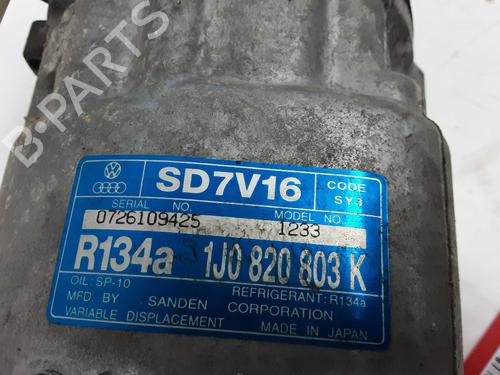 B-PARTS
SD7V16
CODE
SY3
SERIAL NO.
MODEL NO.
0726109425
1233
R134a
1J0 820 803 K
OIL: SP-10
REFRIGERANT: R134a
MFD. BY SANDEN CORPORATION
VARIABLE DISPLACEMENT
MADE IN JAPAN